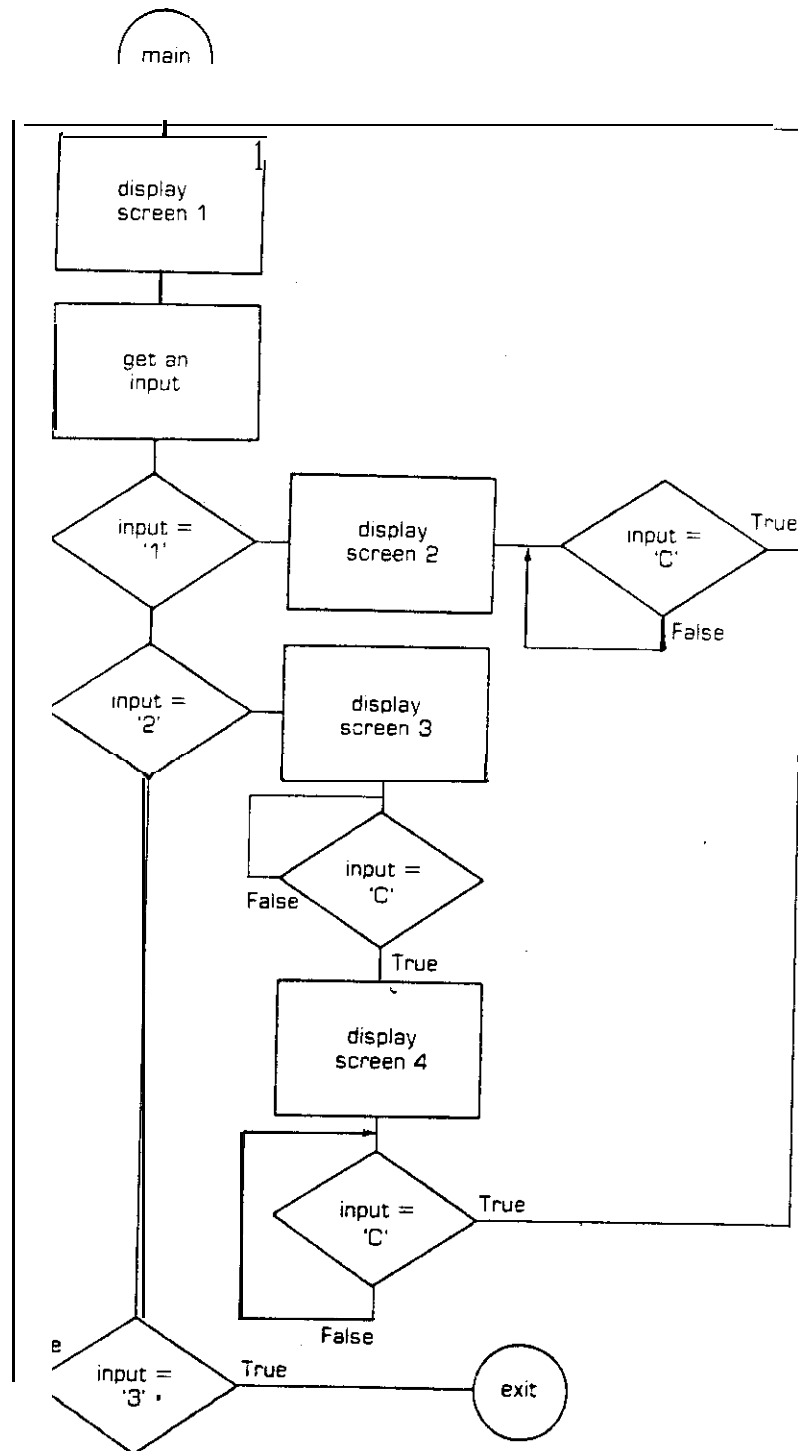 main
1
display
screen 1
get an
input
input =
'1'
display
screen 2
input =
'C'
True
False
input =
'2'
display
screen 3
input =
'C'
False
True
display
screen 4
input =
'C'
True
False
e
input =
'3'
True
exit